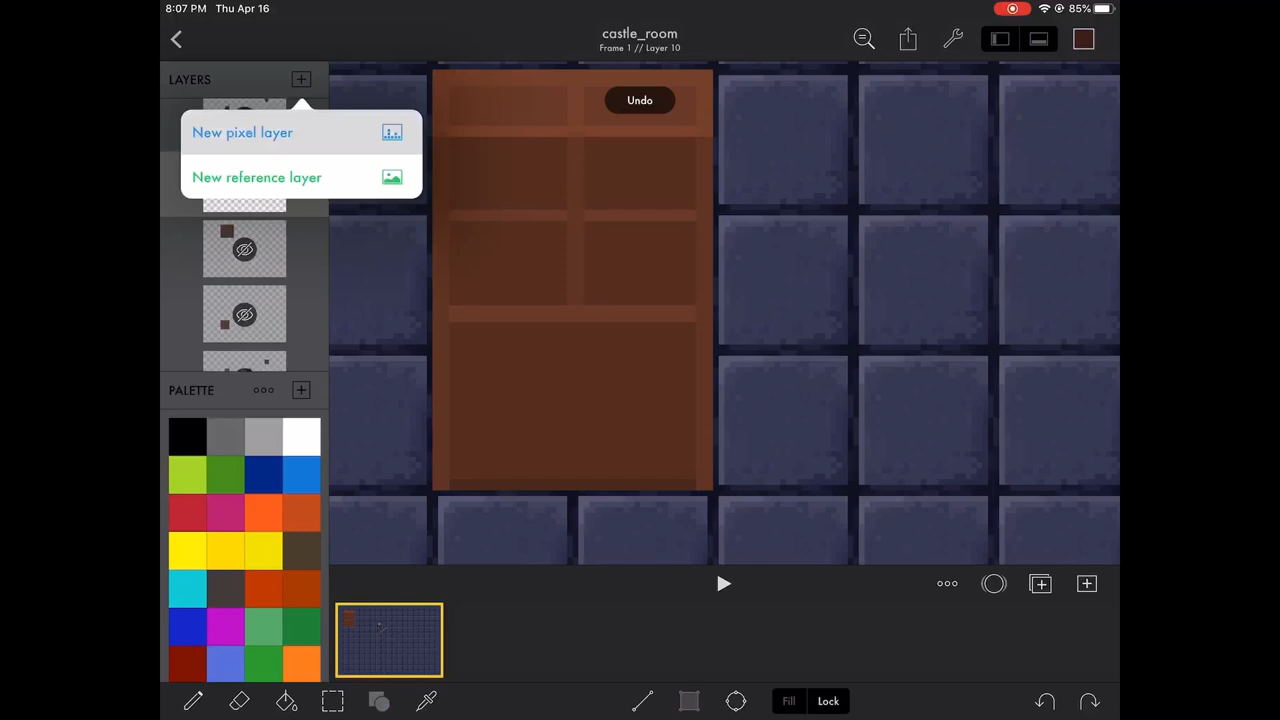 8:07 PM Thu Apr 16
85%
castle_room
Frame 1 // Layer 10
LAYERS
Undo
New pixel layer
New reference layer
PALETTE
Fill
Lock